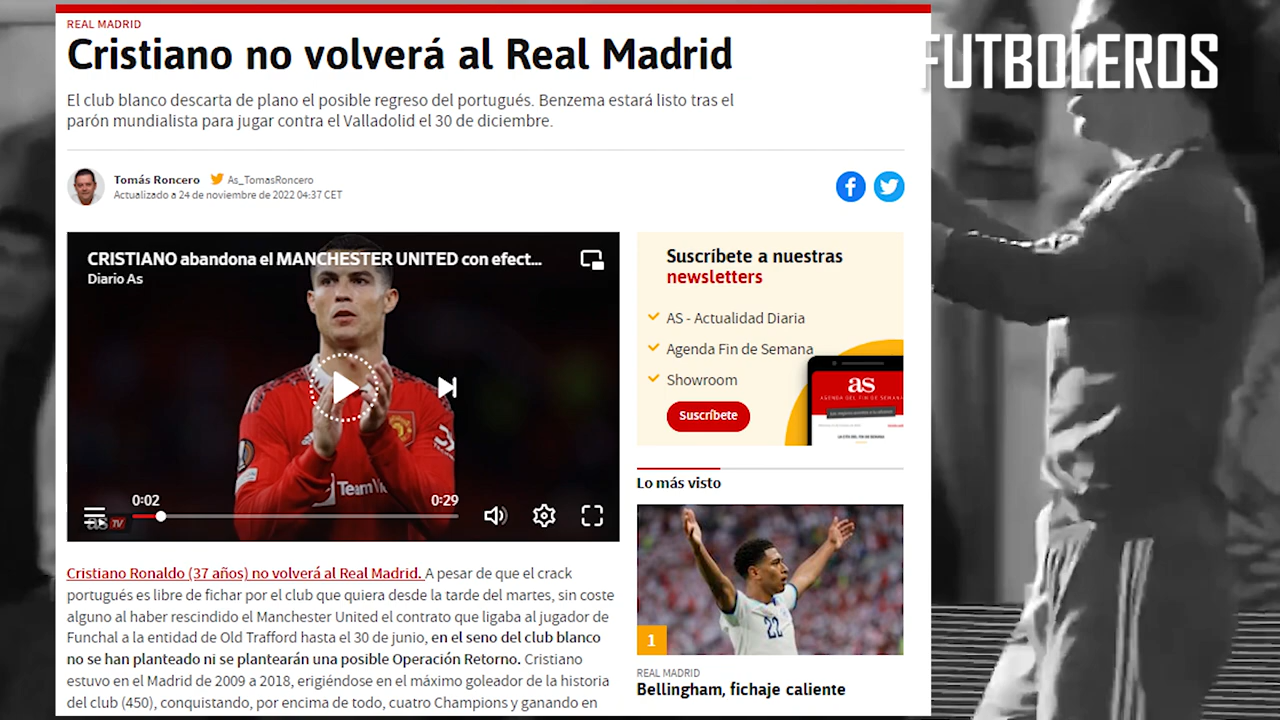 REAL MADRID
Cristiano no volverá al Real Madrid
FUTBOLEROS
El club blanco descarta de plano el posible regreso del portugués. Benzema estará listo tras el
parón mundialista para jugar contra el Valladolid el 30 de diciembre.
Tomás Roncero As_TomasRoncero
Actualizado a 24 de noviembre de 2022 04:37 CET
CRISTIANO abandona el MANCHESTER UNITED con efect...
Diario As
TeamVi
0:02
0:29
as TV
Suscríbete a nuestras
newsletters
AS - Actualidad Diaria
Agenda Fin de Semana
Showroom
Suscríbete
as
AGENDA DEL FIN DE SEMANA
Lo más visto
22
1
REAL MADRID
Bellingham, fichaje caliente
Cristiano Ronaldo (37 años) no volverá al Real Madrid. A pesar de que el crack
portugués es libre de fichar por el club que quiera desde la tarde del martes, sin coste
alguno al haber rescindido el Manchester United el contrato que ligaba al jugador de
Funchal a la entidad de Old Trafford hasta el 30 de junio, en el seno del club blanco
no se han planteado ni se plantearán una posible Operación Retorno. Cristiano
estuvo en el Madrid de 2009 a 2018, erigiéndose en el máximo goleador de la historia
del club (450), conquistando, por encima de todo, cuatro Champions y ganando en